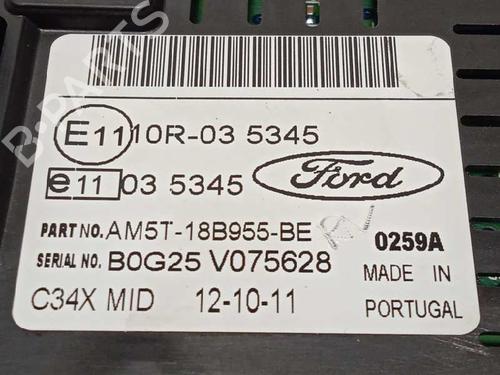 B-PARTS
E11 10R-03 5345
e11 03 5345
Ford
PART NO. AM5T-18B955-BE
0259A
SERIAL NO. B0G25 V075628
MADE IN
PORTUGAL
C34X MID 12-10-11